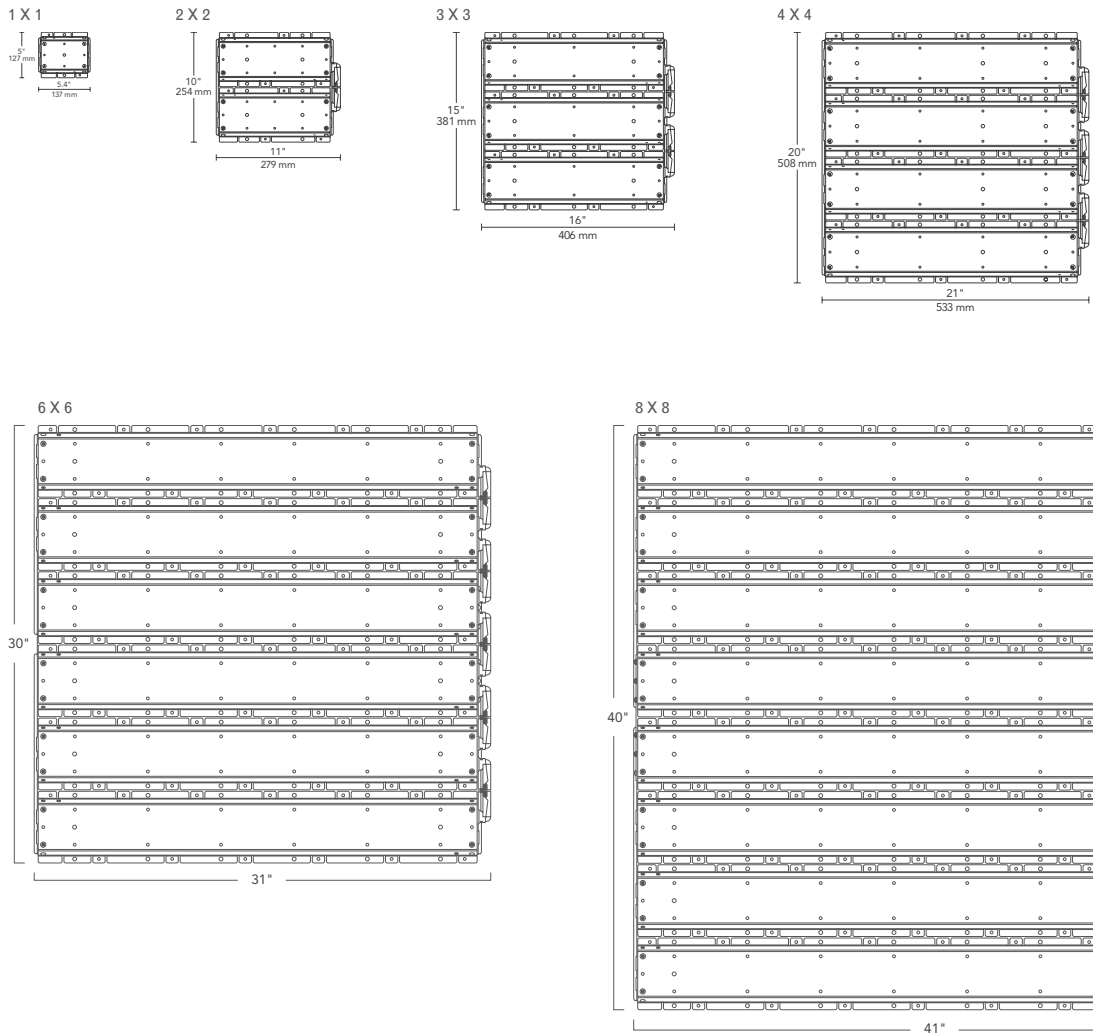 1 X 1
5"
127 mm
5.4"
137 mm
2 X 2
10"
254 mm
11"
279 mm
3 X 3
15"
381 mm
16"
406 mm
4 X 4
20"
508 mm
21"
533 mm
6 X 6
30"
31"
8 X 8
40"
41"